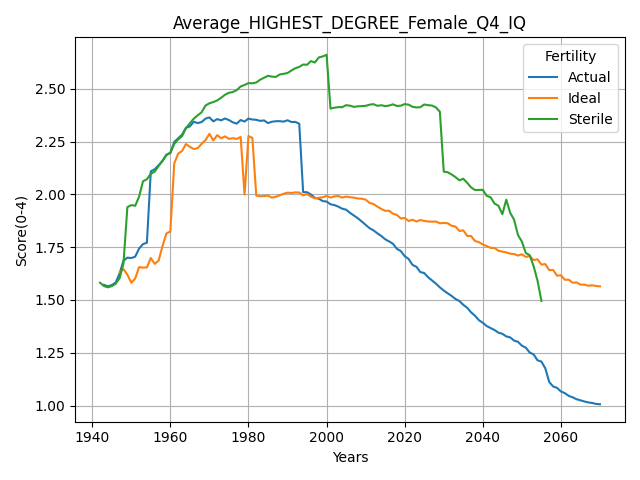 Average_HIGHEST_DEGREE_Female_Q4_IQ
Fertility
Actual
Ideal
Sterile
Score(0-4)
2.50
2.25
2.00
1.75
1.50
1.25
1.00
1940
1960
1980
2000
2020
2040
2060
Years